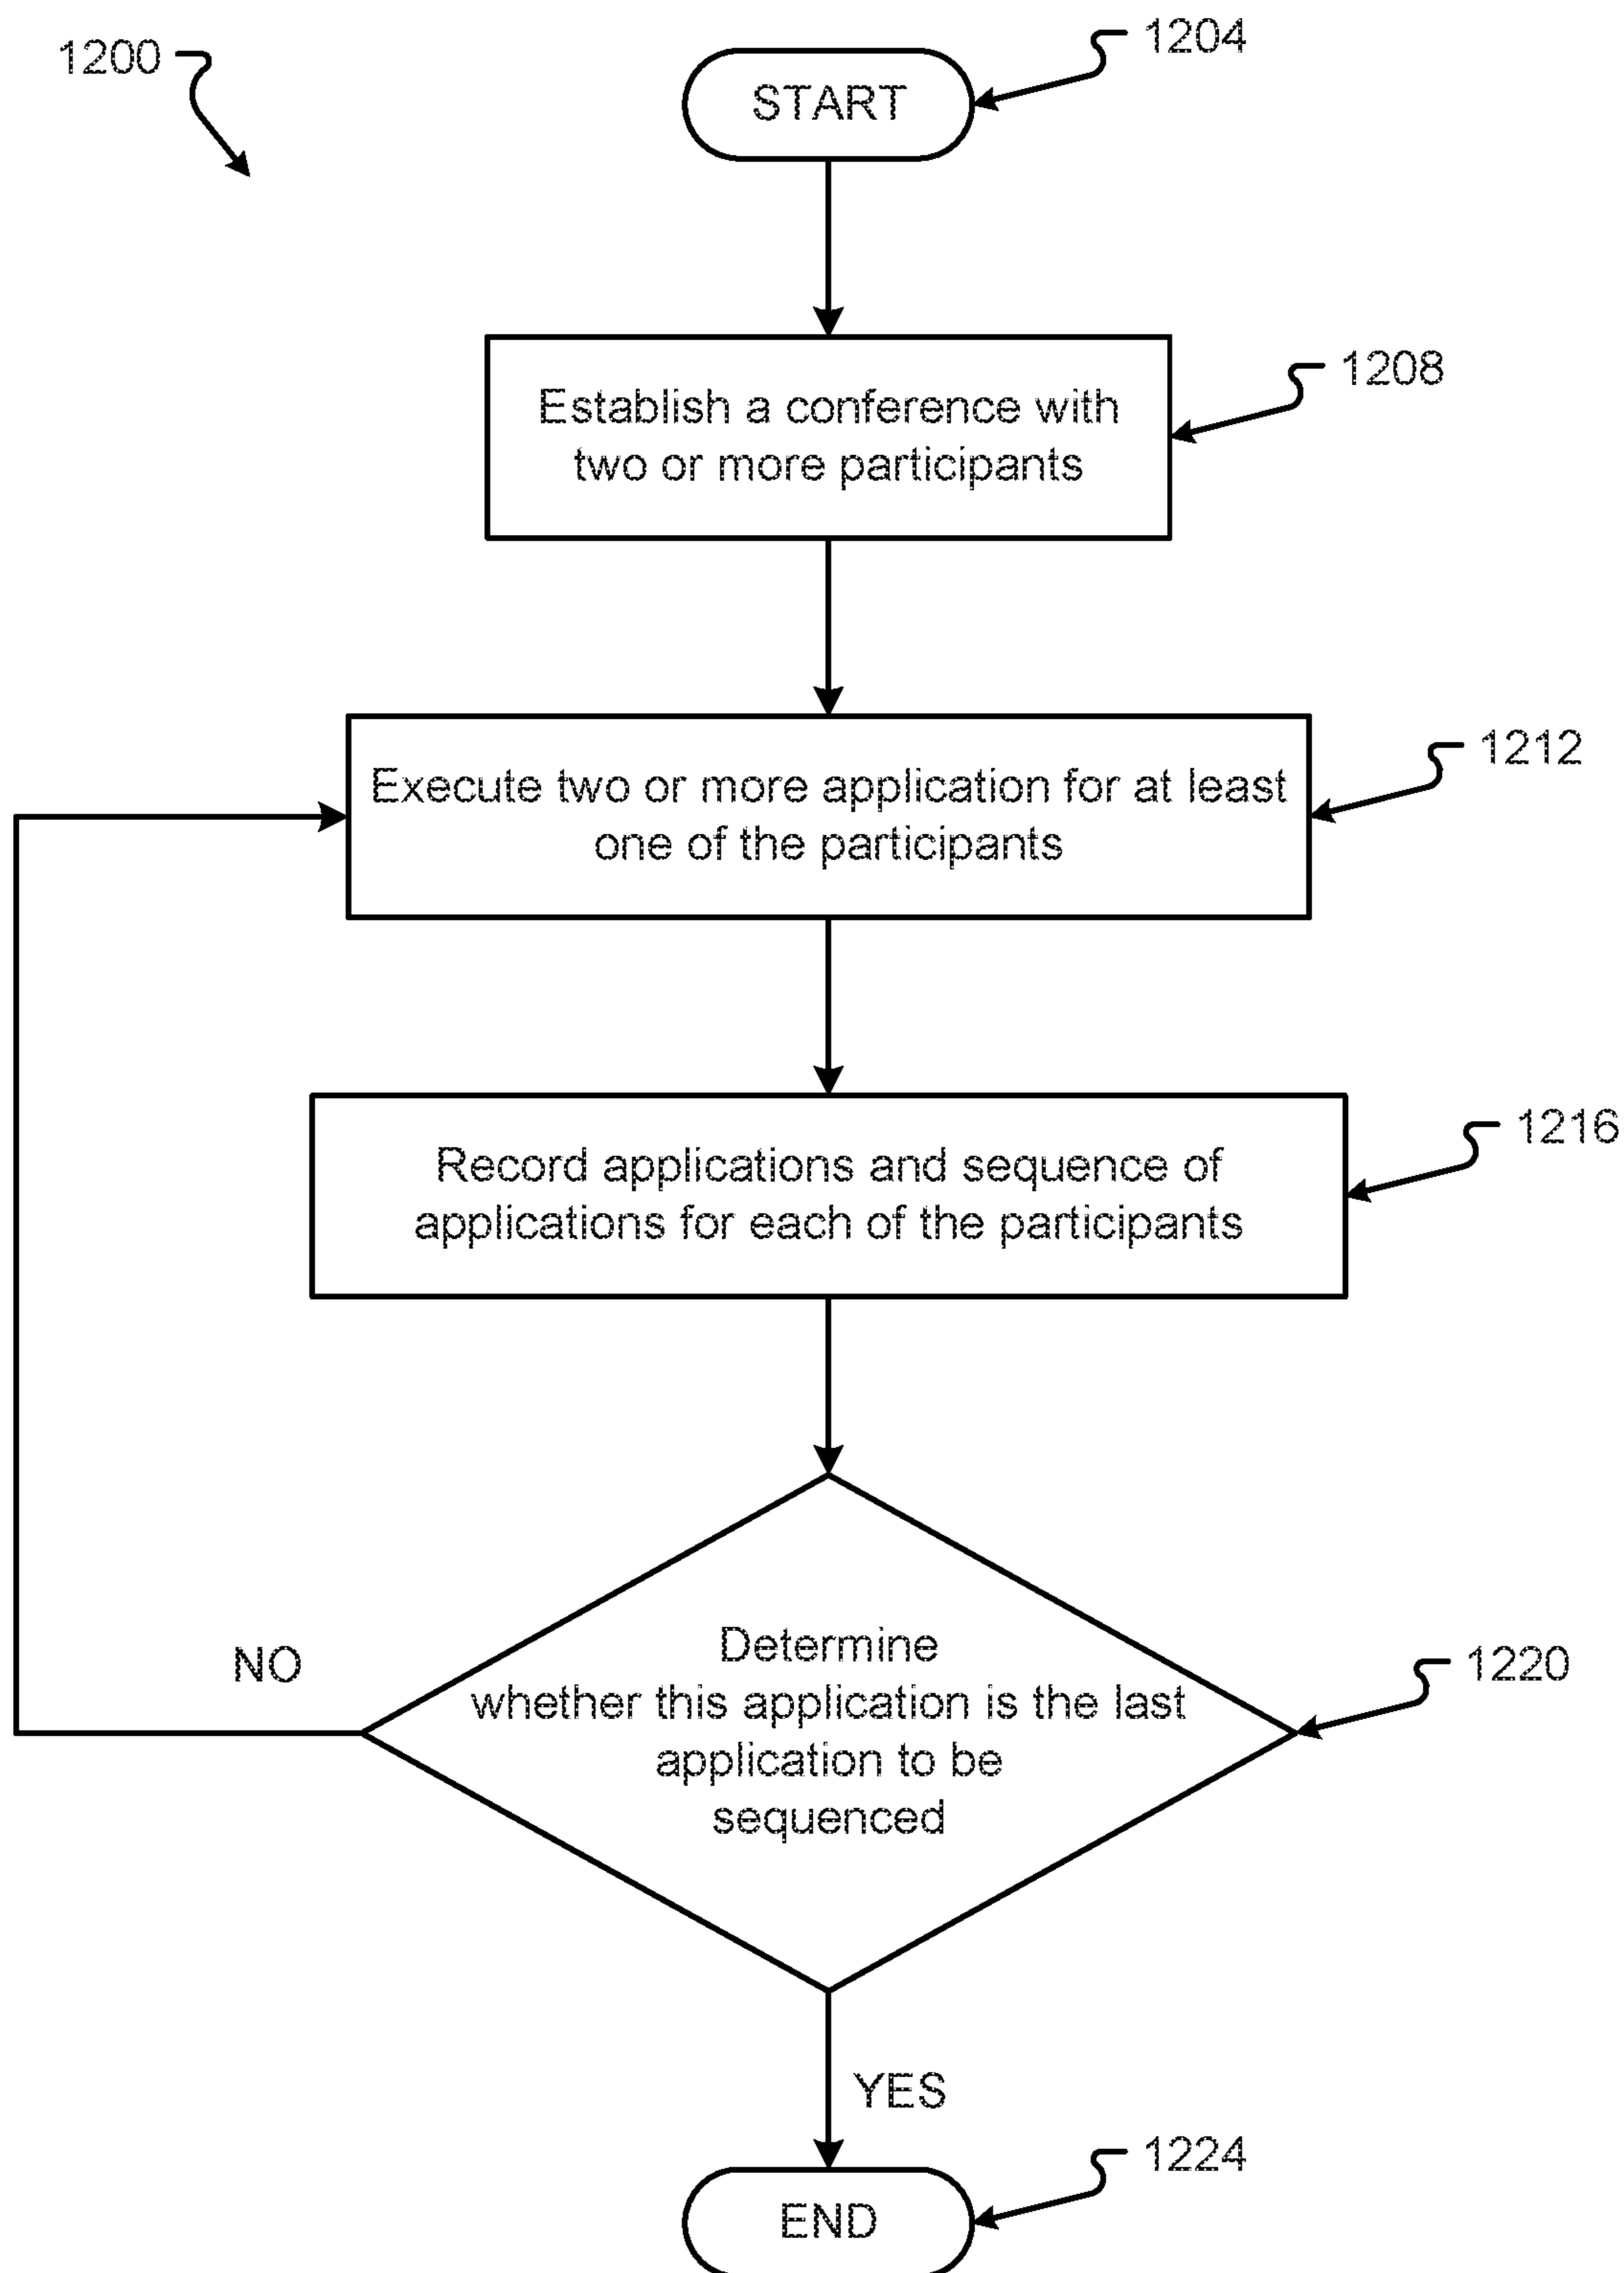 1200
1204
START
1208
Establish a conference with
two or more participants
1212
Execute two or more application for at least
one of the participants
1216
Record applications and sequence of
applications for each of the participants
1220
Determine
whether this application is the last
application to be
sequenced
NO
YES
1224
END